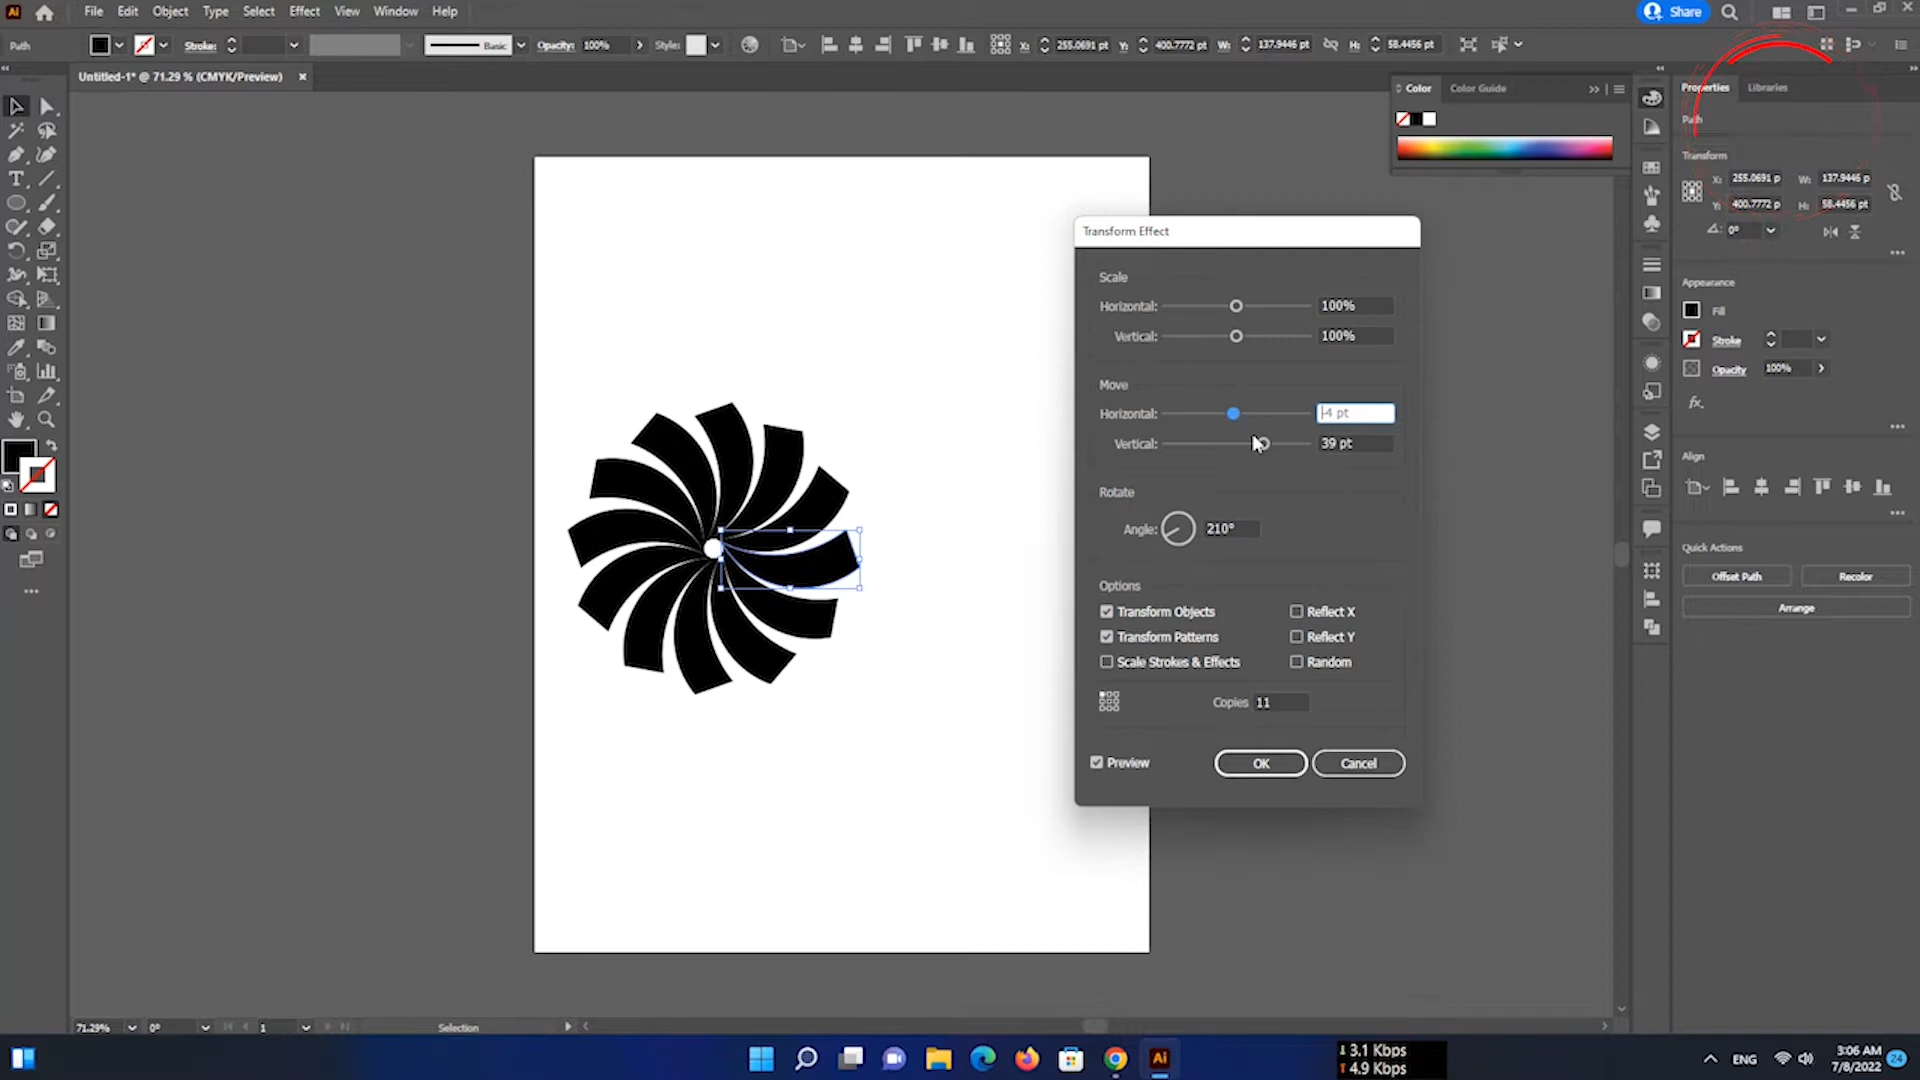 Ai File Edit Object Type Select Effect View Window Help Share
Path Stroke: Basic Opacity: 100% Style: X: 255.0691 pt Y: 400.7772 pt W: 137.9446 pt H: 58.4456 pt
Untitled-1* @ 71.29 % (CMYK/Preview)
Color Color Guide
Properties Libraries
Path
Transform
X: 255.0691 p W: 137.9446 p
Y: 400.7772 p H: 58.4456 pt
0°
Appearance
Fill
Stroke
Opacity 100%
fx.
Align
Quick Actions
Offset Path Recolor
Arrange
Transform Effect
Scale
Horizontal: 100%
Vertical: 100%
Move
Horizontal: -4 pt
Vertical: 39 pt
Rotate
Angle: 210°
Options
Transform Objects Reflect X
Transform Patterns Reflect Y
Scale Strokes & Effects Random
Copies 11
Preview OK Cancel
71.29% 0° 1 Selection
Ai 3.1 Kbps ENG 3:06 AM
4.9 Kbps 7/8/2022 24